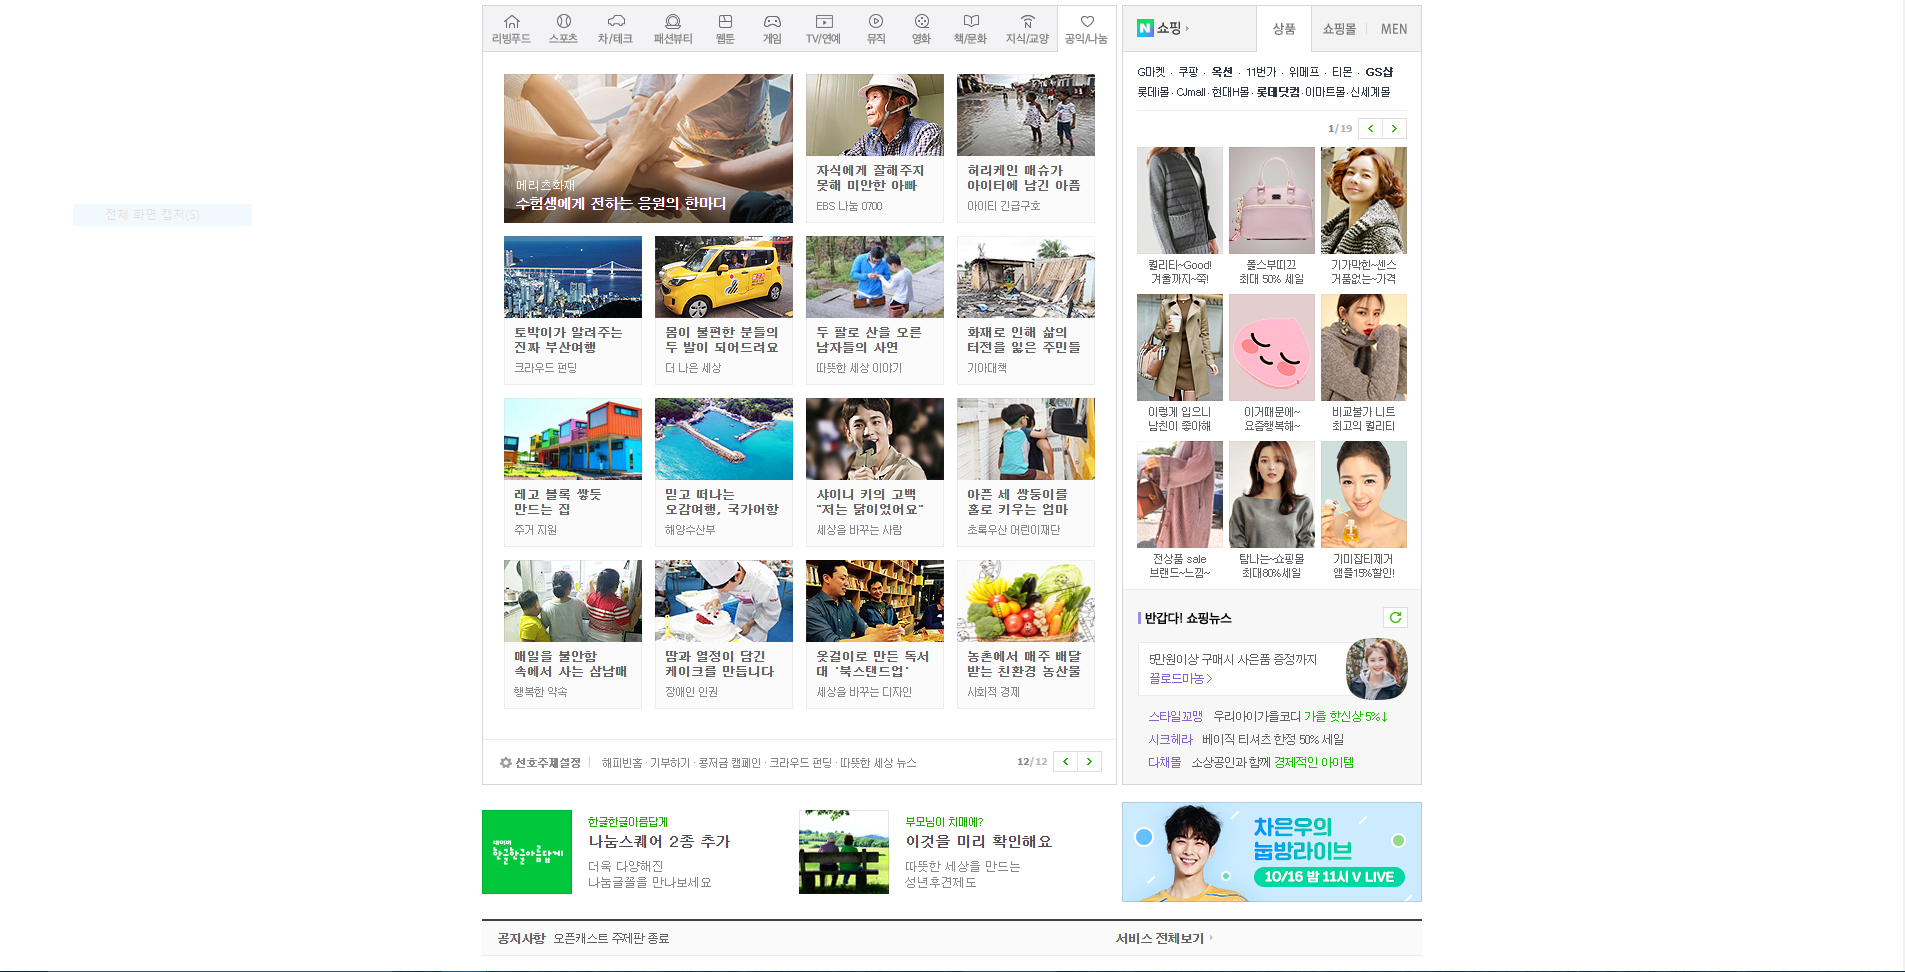 리빙푸드
스포츠
차/테크
패션뷰티
웹툰
게임
TV/연예
뮤직
영화
책/문화
지식/교양
공익/나눔
전체 화면 캡처(S)
메리츠화재
수험생에게 전하는 응원의 한마디
자식에게 잘해주지
못해 미안한 아빠
EBS 나눔 0700
허리케인 매슈가
아이티에 남긴 아픔
아이티 긴급구호
토박이가 알려주는
진짜 부산여행
크라우드 펀딩
몸이 불편한 분들의
두 발이 되어드려요
더 나은 세상
두 팔로 산을 오른
남자들의 사연
따뜻한 세상 이야기
화재로 인해 삶의
터전을 잃은 주민들
기아대책
레고 블록 쌓듯
만드는 집
주거 지원
믿고 떠나는
오감여행, 국가어항
해양수산부
샤이니 키의 고백
"저는 닭이었어요"
세상을 바꾸는 사람
아픈 세 쌍둥이를
홀로 키우는 엄마
초록우산 어린이재단
매일을 불안함
속에서 사는 삼남매
행복한 약속
땀과 열정이 담긴
케이크를 만듭니다
장애인 인권
옷걸이로 만든 독서
대 '북스탠드업'
세상을 바꾸는 디자인
농촌에서 매주 배달
받는 친환경 농산물
사회적 경제
선호주제설정
해피빈홈 · 기부하기 · 콩저금 캠페인 · 크라우드 펀딩 · 따뜻한 세상 뉴스
12/12
N 쇼핑
상품
쇼핑몰
MEN
G마켓 · 쿠팡 · 옥션 · 11번가 · 위메프 · 티몬 · GS샵
롯데i몰 · CJmall · 현대H몰 · 롯데닷컴 · 이마트몰 · 신세계몰
1/19
퀄리티~Good!
겨울까지~쭉!
폴스부띠끄
최대 50% 세일
기가막힌~센스
거품없는~가격
이렇게 입으니
남친이 좋아해
이거때문에~
요즘행복해~
비교불가 니트
최고의 퀄리티
전상품 sale
브랜드~느낌~
탐나는~쇼핑몰
최대80%세일
기미잡티제거
앰플15%할인!
반갑다! 쇼핑뉴스
5만원이상 구매시 사은품 증정까지
끌로드마농 >
스타일꼬맹 우리아이가을코디 가을 핫신상 5%↓
시크헤라 베이직 티셔츠 한정 50% 세일
다채몰 소상공인과 함께 경제적인 아이템
네이버
한글한글아름답게
한글한글아름답게
나눔스퀘어 2종 추가
더욱 다양해진
나눔글꼴을 만나보세요
부모님이 치매에?
이것을 미리 확인해요
따뜻한 세상을 만드는
성년후견제도
차은우의
눕방라이브
10/16 밤 11시 V LIVE
공지사항 오픈캐스트 주제판 종료
서비스 전체보기